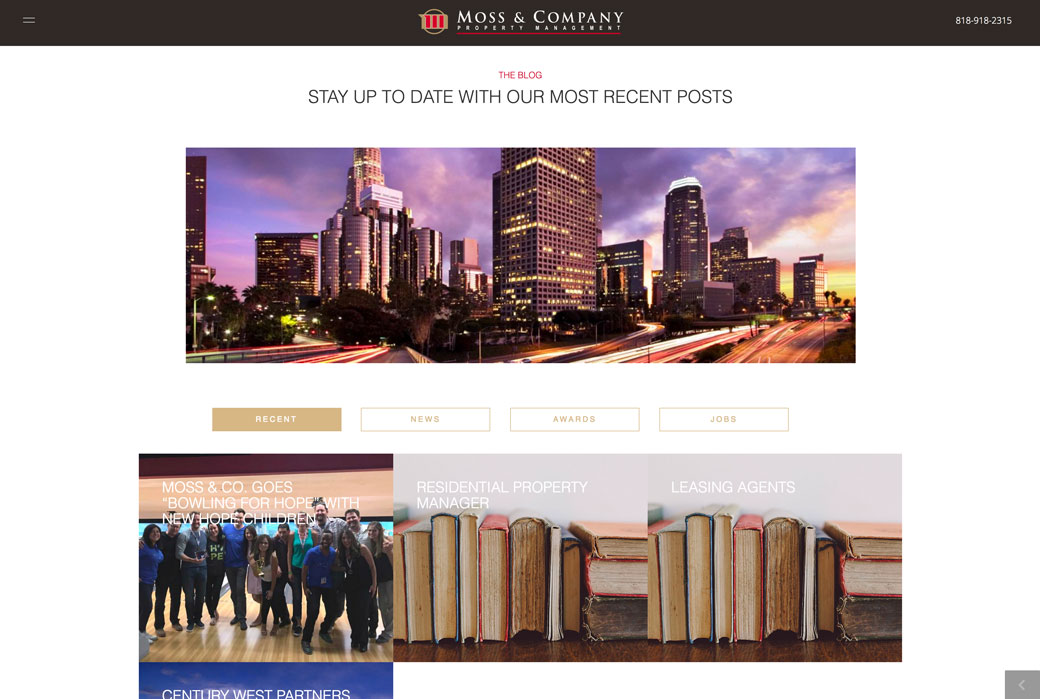 MOSS & COMPANY
PROPERTY MANAGEMENT
818-918-2315
THE BLOG
STAY UP TO DATE WITH OUR MOST RECENT POSTS
RECENT
NEWS
AWARDS
JOBS
MOSS & CO. GOES
“BOWLING FOR HOPE” WITH
NEW HOPE CHILDREN
RESIDENTIAL PROPERTY
MANAGER
LEASING AGENTS
CENTURY WEST PARTNERS